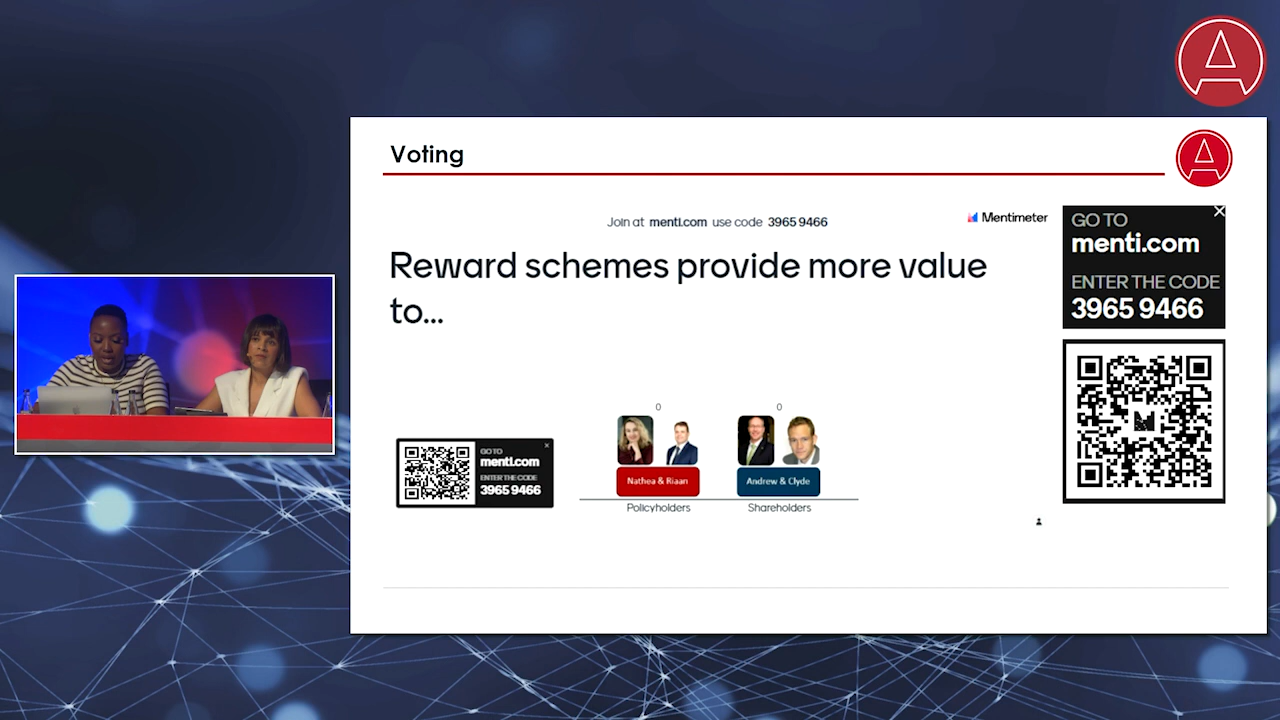 Voting
Join at menti.com use code 3965 9466
Mentimeter
Reward schemes provide more value
to...
GO TO
menti.com
ENTER THE CODE
3965 9466
0
0
GO TO
menti.com
ENTER THE CODE
3965 9466
Nathea & Riaan
Andrew & Clyde
Policyholders
Shareholders